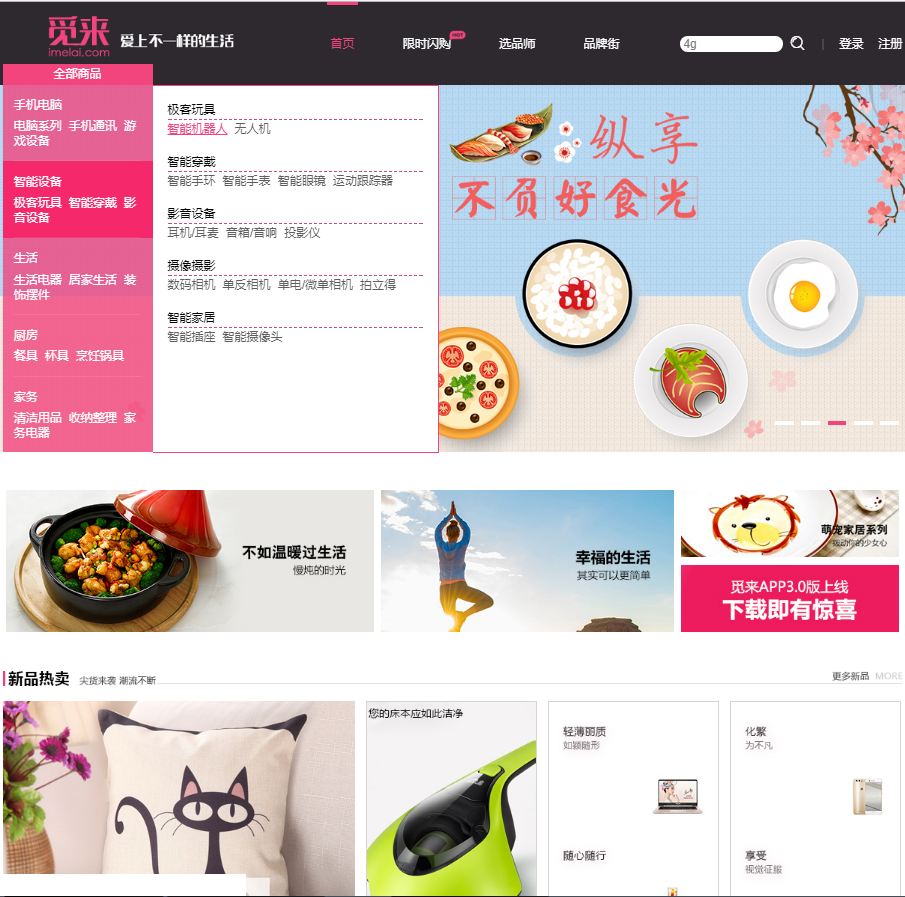 觅来
imelai.com
爱上不一样的生活
首页
限时闪购
HOT
选品师
品牌街
4g
登录
注册
全部商品
手机电脑
电脑系列 手机通讯 游
戏设备
智能设备
极客玩具 智能穿戴 影
音设备
生活
生活电器 居家生活 装
饰摆件
厨房
餐具 杯具 烹饪锅具
家务
清洁用品 收纳整理 家
务电器
极客玩具
智能机器人 无人机
智能穿戴
智能手环 智能手表 智能眼镜 运动跟踪器
影音设备
耳机/耳麦 音箱/音响 投影仪
摄像摄影
数码相机 单反相机 单电/微单相机 拍立得
智能家居
智能插座 智能摄像头
纵享
不负好食光
不如温暖过生活
慢炖的时光
幸福的生活
其实可以更简单
萌宠家居系列
暖动你的少女心
觅来APP3.0版上线
下载即有惊喜
新品热卖
尖货来袭 潮流不断
更多新品 MORE
您的床本应如此洁净
轻薄丽质
如颖随形
随心随行
化繁
为不凡
享受
视觉征服